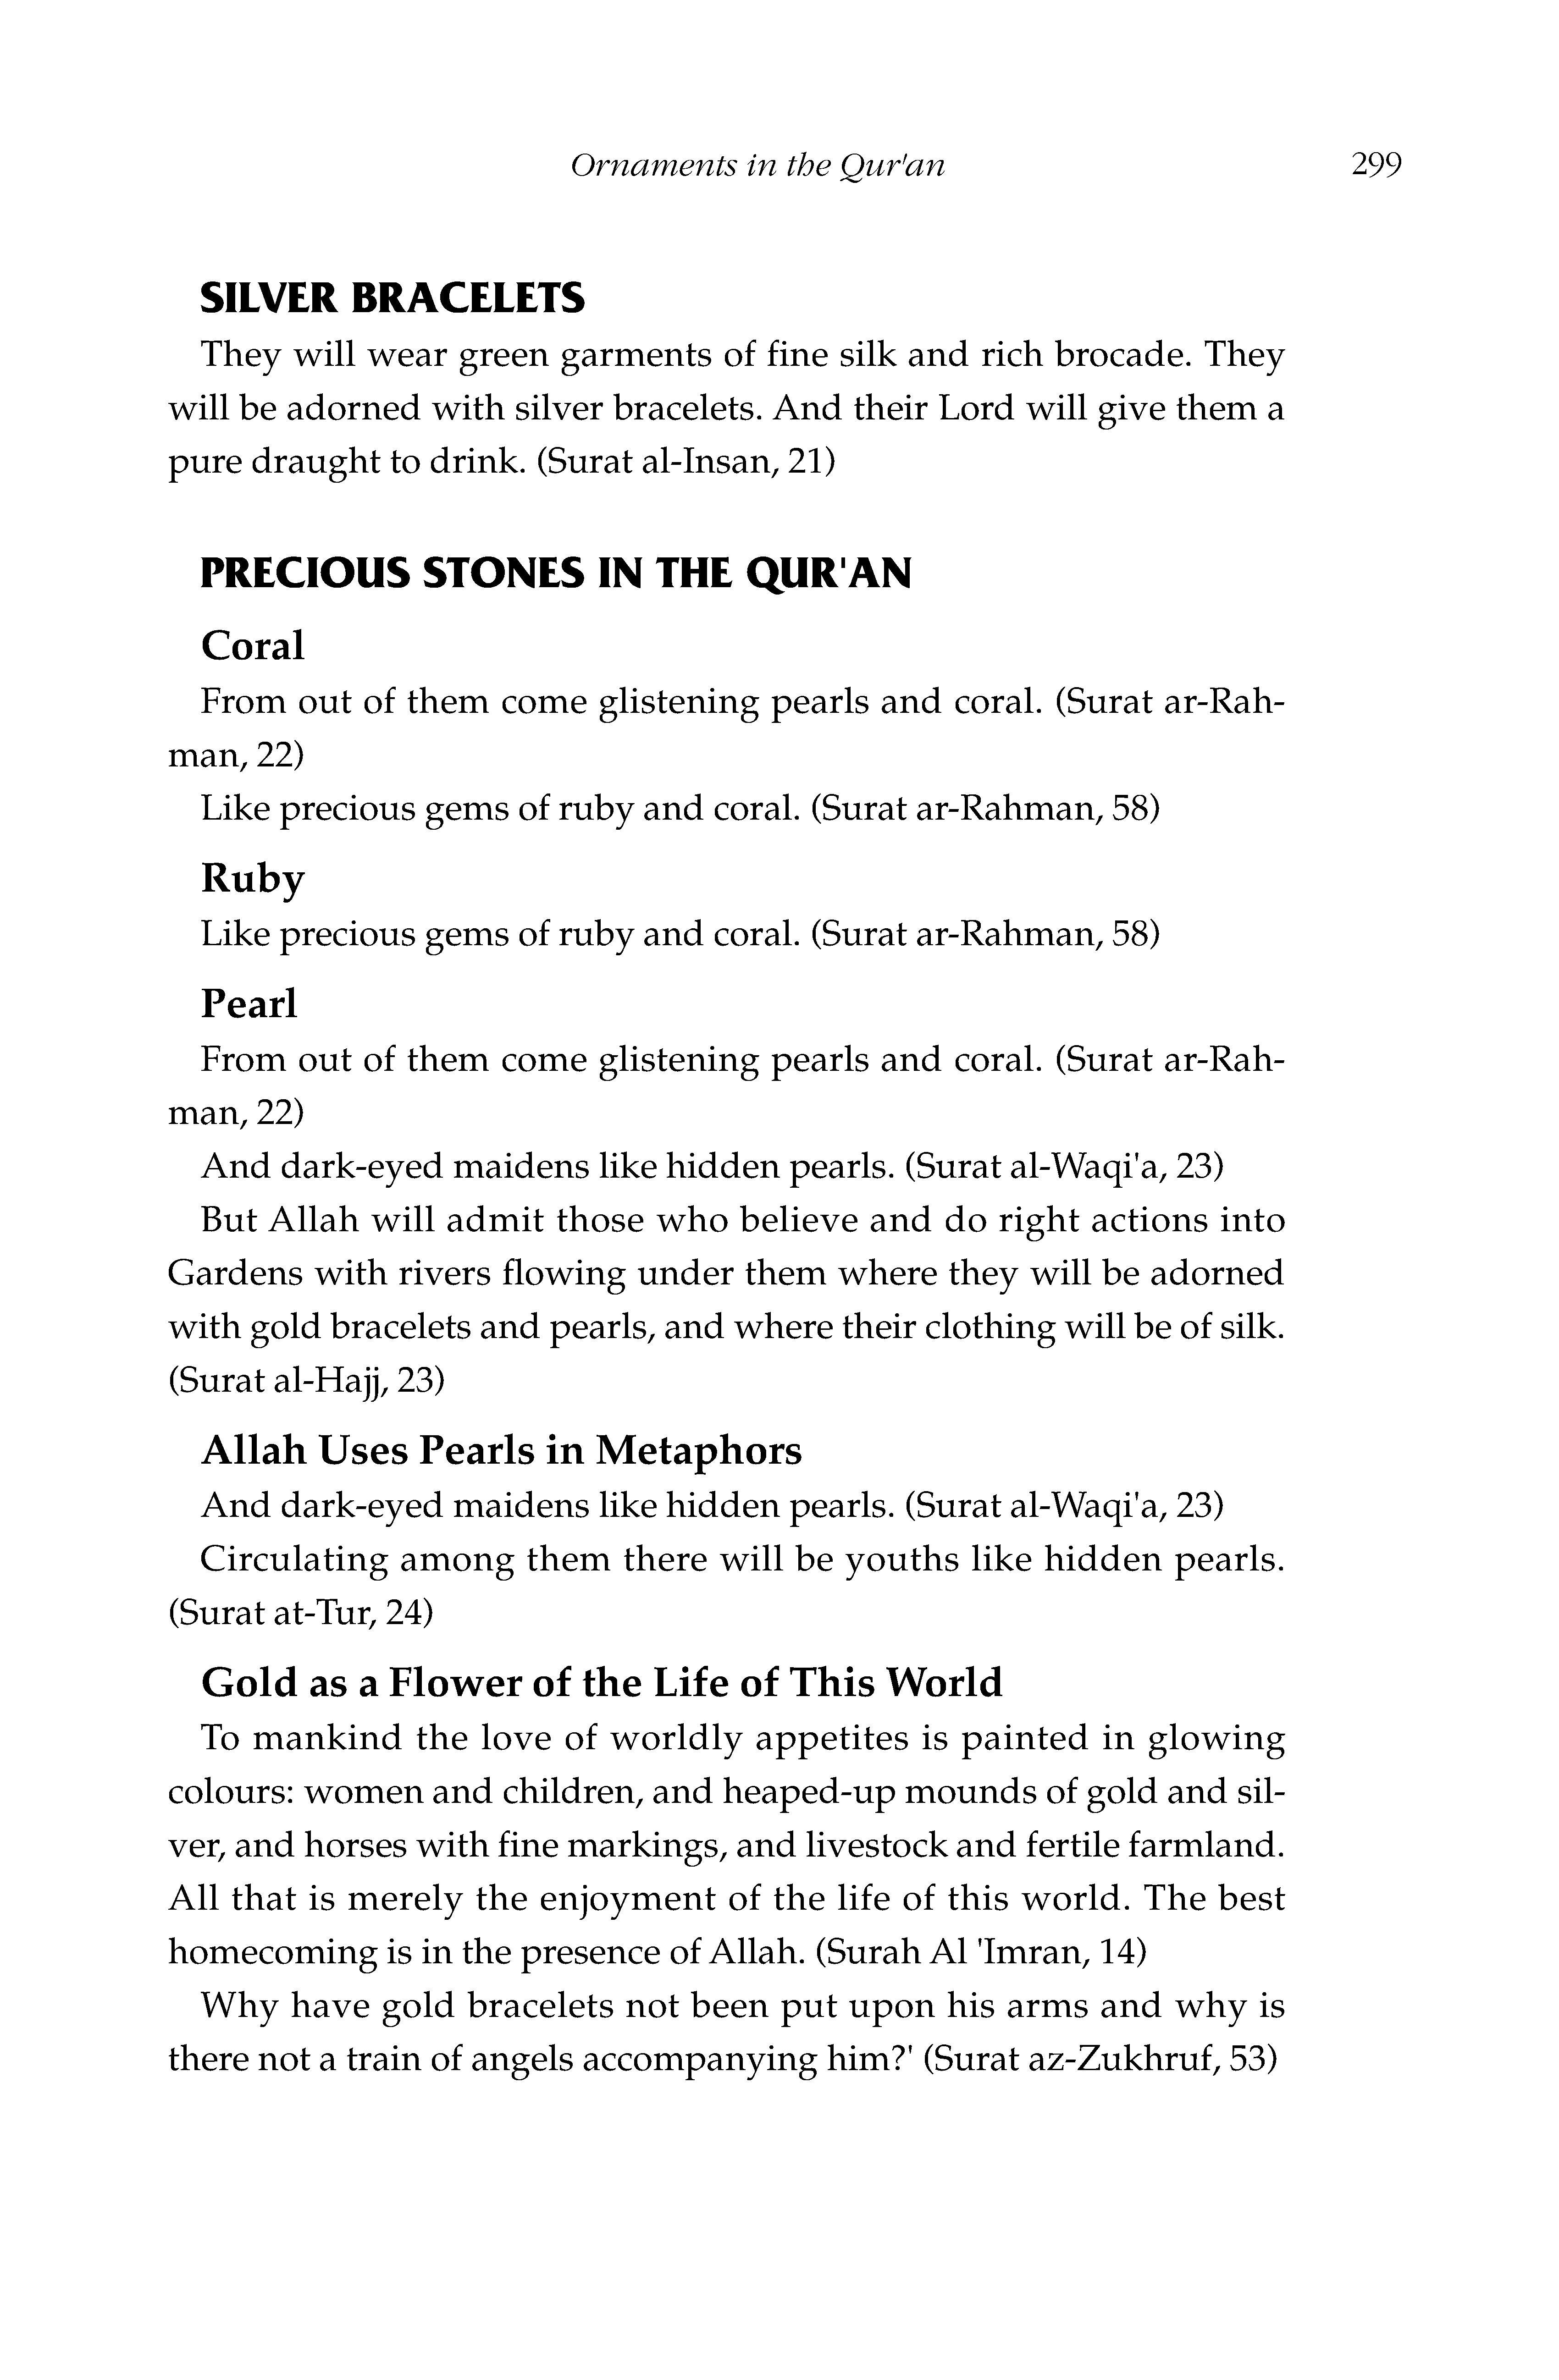 Ornaments in the Qur'an 299
SILVER BRACELETS
They will wear green garments of fine silk and rich brocade. They
will be adorned with silver bracelets. And their Lord will give them a
pure draught to drink. (Surat al-Insan, 21)
PRECIOUS STONES IN THE QUR'AN
Coral
From out of them come glistening pearls and coral. (Surat ar-Rah-
man, 22)
Like precious gems of ruby and coral. (Surat ar-Rahman, 58)
Ruby
Like precious gems of ruby and coral. (Surat ar-Rahman, 58)
Pearl
From out of them come glistening pearls and coral. (Surat ar-Rah-
man, 22)
And dark-eyed maidens like hidden pearls. (Surat al-Waqi'a, 23)
But Allah will admit those who believe and do right actions into
Gardens with rivers flowing under them where they will be adorned
with gold bracelets and pearls, and where their clothing will be of silk.
(Surat al-Hajj, 23)
Allah Uses Pearls in Metaphors
And dark-eyed maidens like hidden pearls. (Surat al-Waqi'a, 23)
Circulating among them there will be youths like hidden pearls.
(Surat at-Tur, 24)
Gold as a Flower of the Life of This World
To mankind the love of worldly appetites is painted in glowing
colours: women and children, and heaped-up mounds of gold and sil-
ver, and horses with fine markings, and livestock and fertile farmland.
All that is merely the enjoyment of the life of this world. The best
homecoming is in the presence of Allah. (Surah Al 'Imran, 14)
Why have gold bracelets not been put upon his arms and why is
there not a train of angels accompanying him?' (Surat az-Zukhruf, 53)